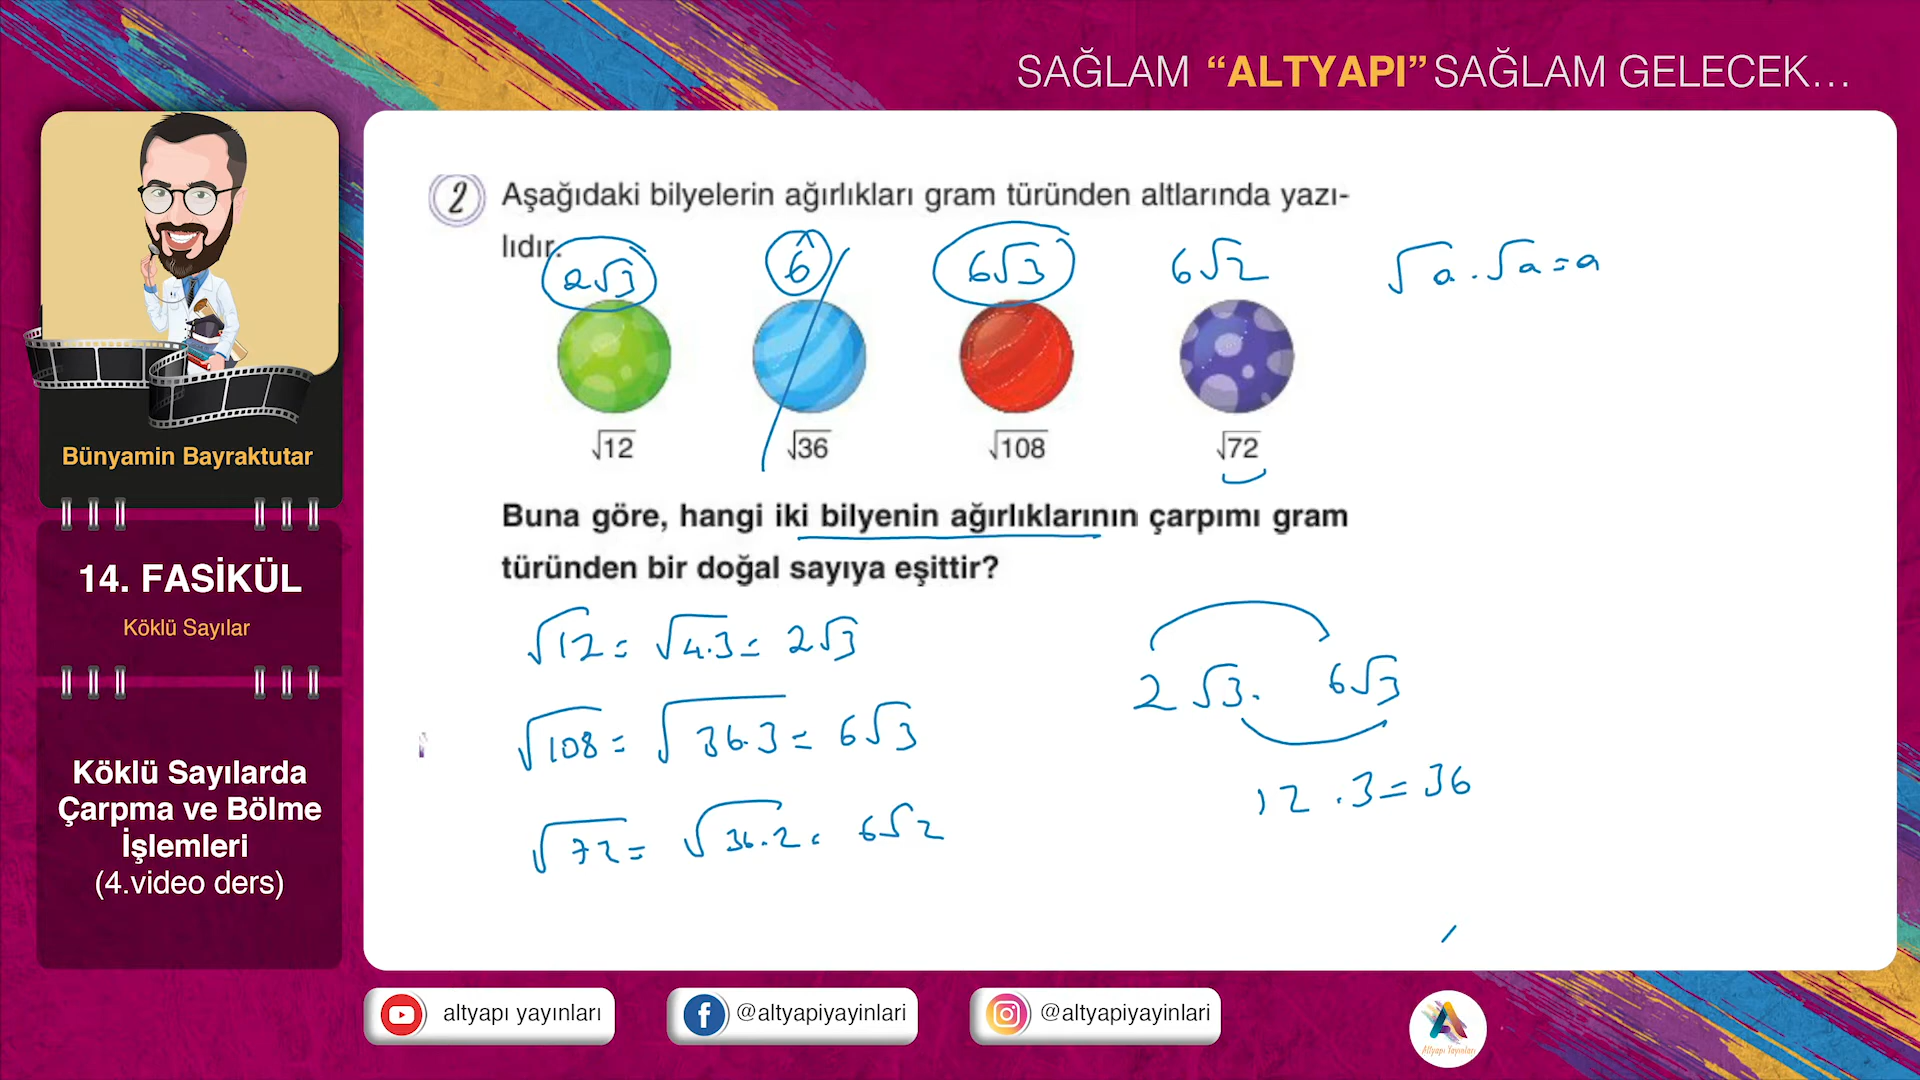 SAĞLAM “ALTYAPI” SAĞLAM GELECEK...
Bünyamin Bayraktutar
14. FASİKÜL
Köklü Sayılar
Köklü Sayılarda
Çarpma ve Bölme
İşlemleri
(4.video ders)
2 Aşağıdaki bilyelerin ağırlıkları gram türünden altlarında yazı-
lıdır.
2√3 6 6√3 6√2 √a.√a=a
√12 √36 √108 √72
Buna göre, hangi iki bilyenin ağırlıklarının çarpımı gram
türünden bir doğal sayıya eşittir?
√12 = √4.3 = 2√3
√108 = √36.3 = 6√3
√72 = √36.2 = 6√2
2√3. 6√3
12.3=36
altyapı yayınları
@altyapiyayinlari
@altyapiyayinlari
Altyapı Yayınları